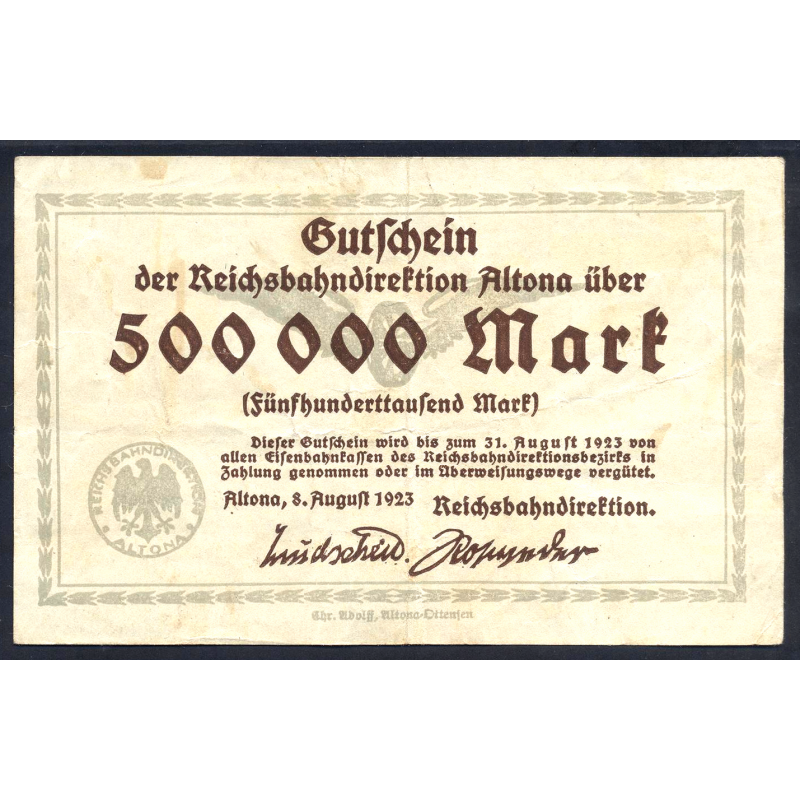 Gutschein
der Reichsbahndirektion Altona über
500 000 Mark
(Fünfhunderttausend Mark)
Dieser Gutschein wird bis zum 31. August 1923 von
allen Eisenbahnkassen des Reichsbahndirektionsbezirks in
Zahlung genommen oder im Überweisungswege vergütet.
Altona, 8. August 1923 Reichsbahndirektion.
REICHSBAHNDIREKTION
ALTONA
Chr. Adolff, Altona-Ottensen